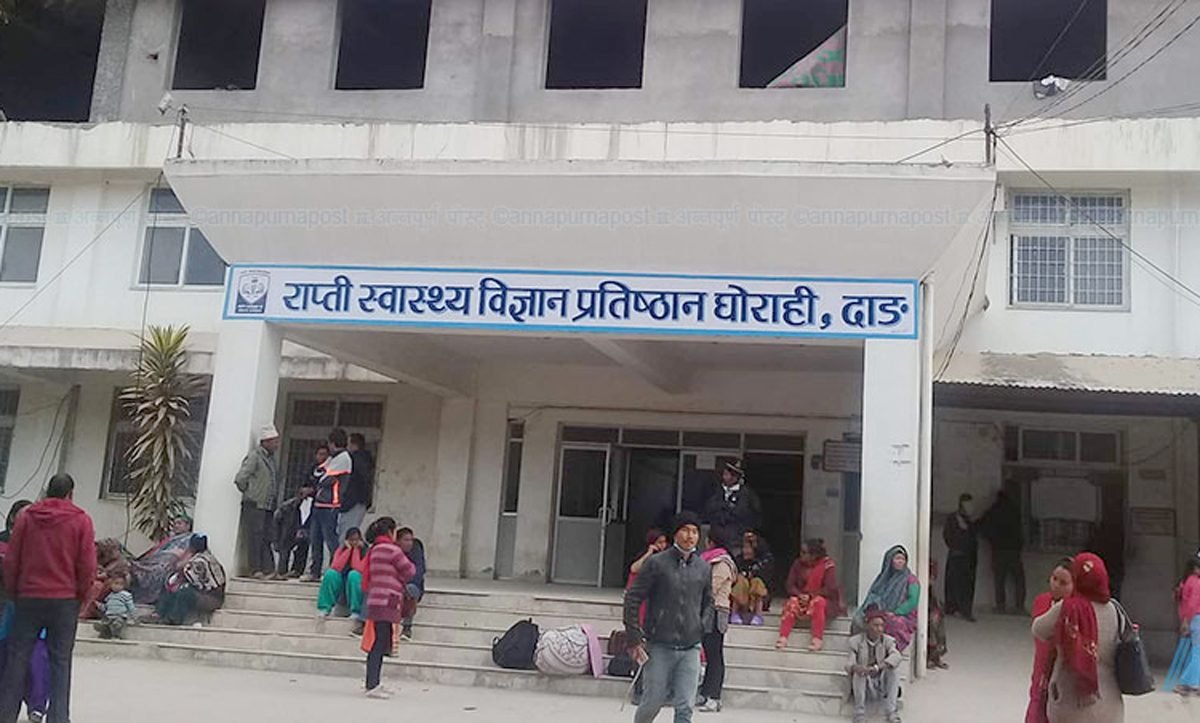 ©annapurnapost अन्नपूर्ण पोस्ट् ©annapurnapost अन्नपूर्ण पोस्ट् ©annapurnapost अन्नपूर्ण पोस्ट् ©annapurnapost
राप्ती स्वास्थ्य विज्ञान प्रतिष्ठान घोराही, दाङ